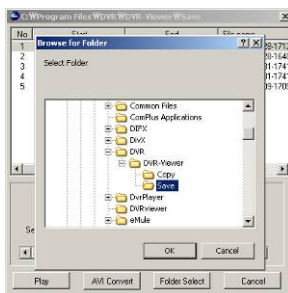 C:₩Program Files₩DVR₩DVR-Viewer₩Save
No Start End File name
1
2
3
4
5
Browse for Folder
Select Folder
Common Files
ComPlus Applications
DIFX
DivX
DVR
DVR-Viewer
Copy
Save
DvrPlayer
DVRviewer
eMule
OK Cancel
Play AVI Convert Folder Select Cancel